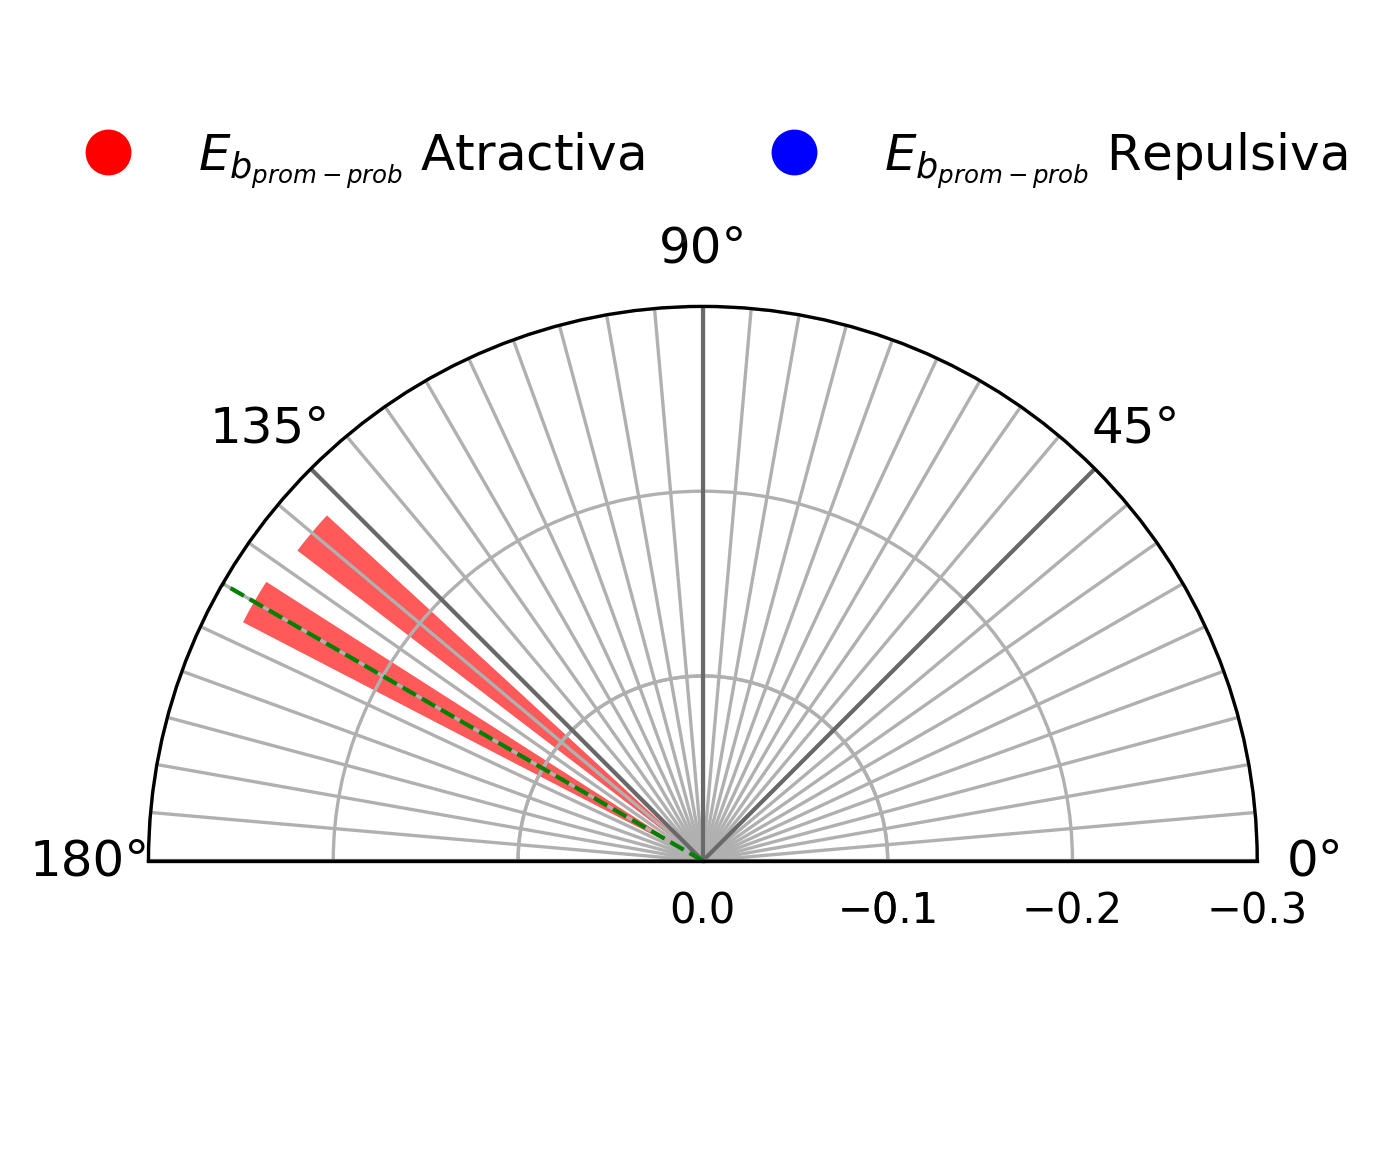 E_{b_{prom-prob}} Atractiva E_{b_{prom-prob}} Repulsiva
90°
135° 45°
180° 0°
0.0 −0.1 −0.2 −0.3